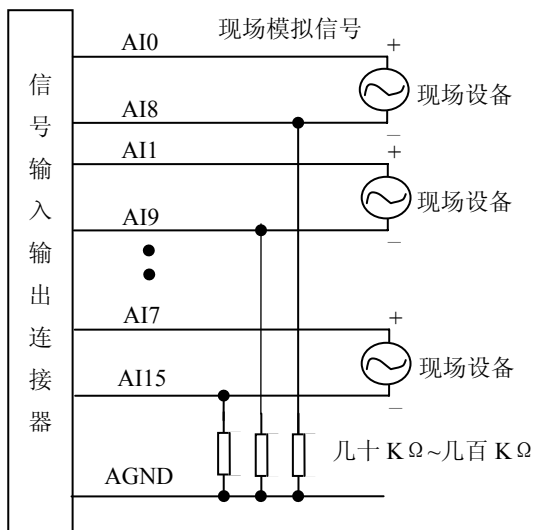 现场模拟信号
AI0
+
现场设备
AI8
−
AI1
+
现场设备
AI9
−
AI7
+
现场设备
AI15
−
几十 K Ω~几百 K Ω
AGND
信号输入输出连接器